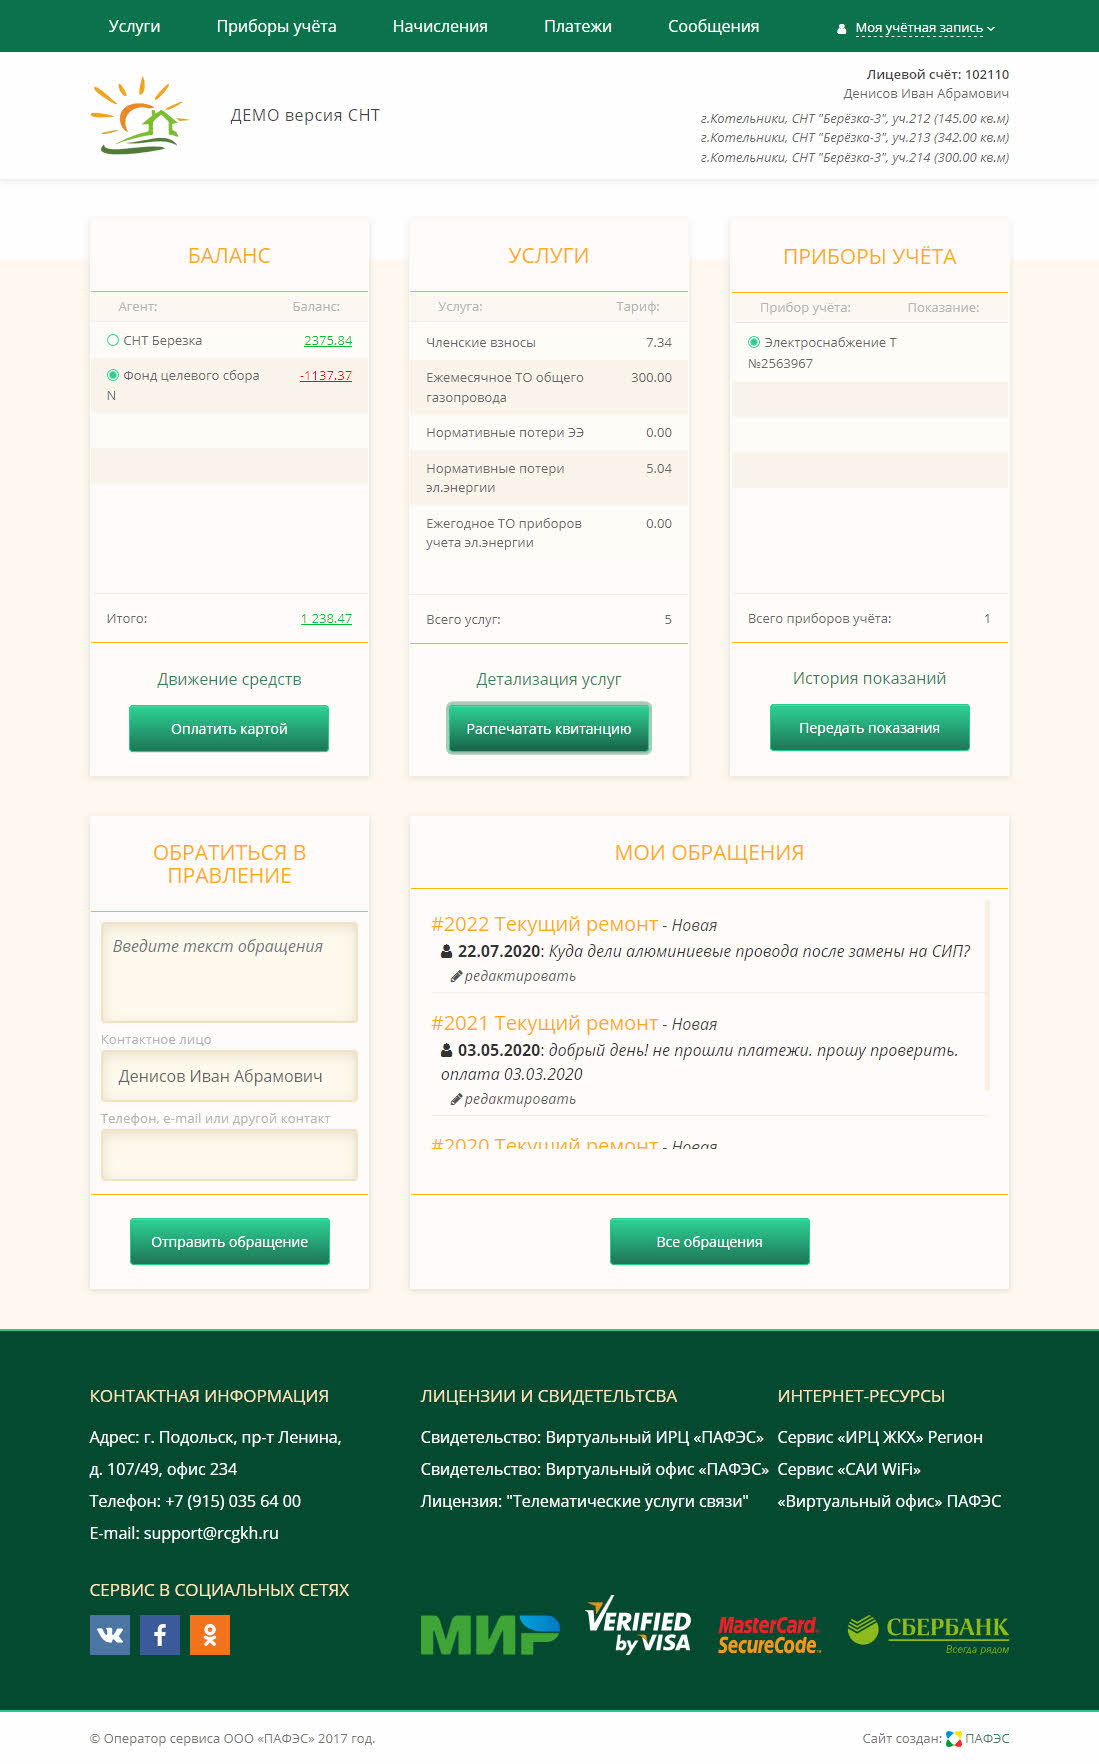 Услуги Приборы учёта Начисления Платежи Сообщения Моя учётная запись
ДЕМО версия СНТ
Лицевой счёт: 102110
Денисов Иван Абрамович
г.Котельники, СНТ "Берёзка-3", уч.212 (145.00 кв.м)
г.Котельники, СНТ "Берёзка-3", уч.213 (342.00 кв.м)
г.Котельники, СНТ "Берёзка-3", уч.214 (300.00 кв.м)
БАЛАНС
Агент: Баланс:
СНТ Березка 2375.84
Фонд целевого сбора -1137.37
N
Итого: 1 238.47
Движение средств
Оплатить картой
УСЛУГИ
Услуга: Тариф:
Членские взносы 7.34
Ежемесячное ТО общего 300.00
газопровода
Нормативные потери ЭЭ 0.00
Нормативные потери 5.04
эл.энергии
Ежегодное ТО приборов 0.00
учета эл.энергии
Всего услуг: 5
Детализация услуг
Распечатать квитанцию
ПРИБОРЫ УЧЁТА
Прибор учёта: Показание:
Электроснабжение Т
№2563967
Всего приборов учёта: 1
История показаний
Передать показания
ОБРАТИТЬСЯ В
ПРАВЛЕНИЕ
Введите текст обращения
Контактное лицо
Денисов Иван Абрамович
Телефон, e-mail или другой контакт
Отправить обращение
МОИ ОБРАЩЕНИЯ
#2022 Текущий ремонт - Новая
22.07.2020: Куда дели алюминиевые провода после замены на СИП?
редактировать
#2021 Текущий ремонт - Новая
03.05.2020: добрый день! не прошли платежи. прошу проверить.
оплата 03.03.2020
редактировать
#2020 Текущий ремонт - Новая
Все обращения
КОНТАКТНАЯ ИНФОРМАЦИЯ
Адрес: г. Подольск, пр-т Ленина,
д. 107/49, офис 234
Телефон: +7 (915) 035 64 00
E-mail: support@rcgkh.ru
ЛИЦЕНЗИИ И СВИДЕТЕЛЬТСВА
Свидетельство: Виртуальный ИРЦ «ПАФЭС»
Свидетельство: Виртуальный офис «ПАФЭС»
Лицензия: "Телематические услуги связи"
ИНТЕРНЕТ-РЕСУРСЫ
Сервис «ИРЦ ЖКХ» Регион
Сервис «САИ WiFi»
«Виртуальный офис» ПАФЭС
СЕРВИС В СОЦИАЛЬНЫХ СЕТЯХ
МИР
VERIFIED
by VISA
MasterCard
SecureCode
СБЕРБАНК
Всегда рядом
© Оператор сервиса ООО «ПАФЭС» 2017 год.
Сайт создан: ПАФЭС